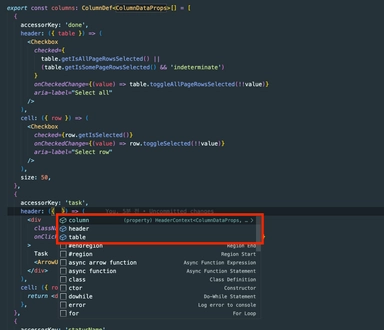 export const columns: ColumnDef<ColumnDataProps>[] = [
{
accessorKey: 'done',
header: ({ table }) => (
<Checkbox
checked={
table.getIsAllPageRowsSelected() ||
(table.getIsSomePageRowsSelected() && 'indeterminate')
}
onCheckedChange={(value) => table.toggleAllPageRowsSelected(!!value)}
aria-label="Select all"
/>
),
cell: ({ row }) => (
<Checkbox
checked={row.getIsSelected()}
onCheckedChange={(value) => row.toggleSelected(!!value)}
aria-label="Select row"
/>
),
size: 50,
},
{
accessorKey: 'task',
header: ({ }) => ( Uncommitted changes
<div
column (property) HeaderContext<ColumnDataProps, …
header
table
#endregion Region End
#region Region Start
async arrow function Async Function Expression
async function Async Function Statement
class Class Definition
ctor Constructor
dowhile Do-While Statement
error Log error to console
for For Loop
className
onClick
>
Task
<ArrowU
</div>
),
cell: ({ r
return <d
},
},
{